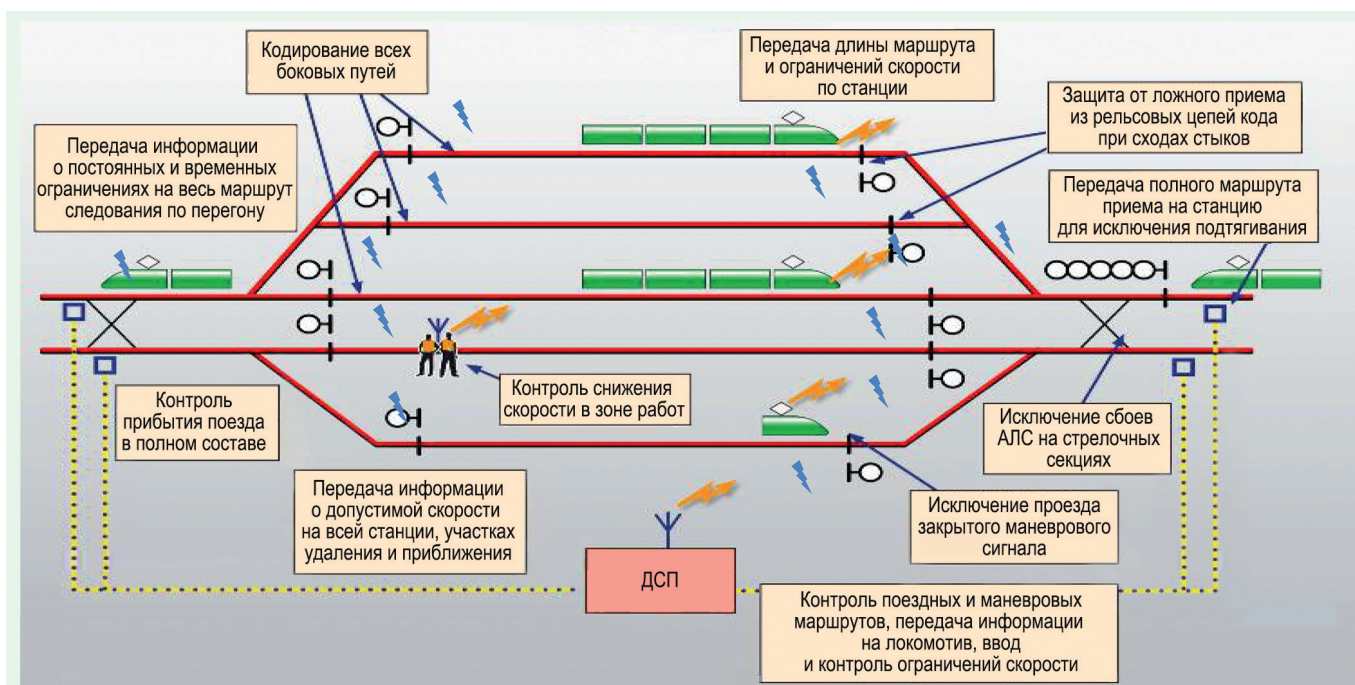 Кодирование всех
боковых путей
Передача длины маршрута
и ограничений скорости
по станции
Защита от ложного приема
из рельсовых цепей кода
при сходах стыков
Передача информации
о постоянных и временных
ограничениях на весь маршрут
следования по перегону
Передача полного маршрута
приема на станцию
для исключения подтягивания
Контроль
прибытия поезда
в полном составе
Контроль снижения
скорости в зоне работ
Исключение сбоев
АЛС на стрелочных
секциях
Передача информации
о допустимой скорости
на всей станции, участках
удаления и приближения
Исключение проезда
закрытого маневрового
сигнала
ДСП
Контроль поездных и маневровых
маршрутов, передача информации
на локомотив, ввод
и контроль ограничений скорости